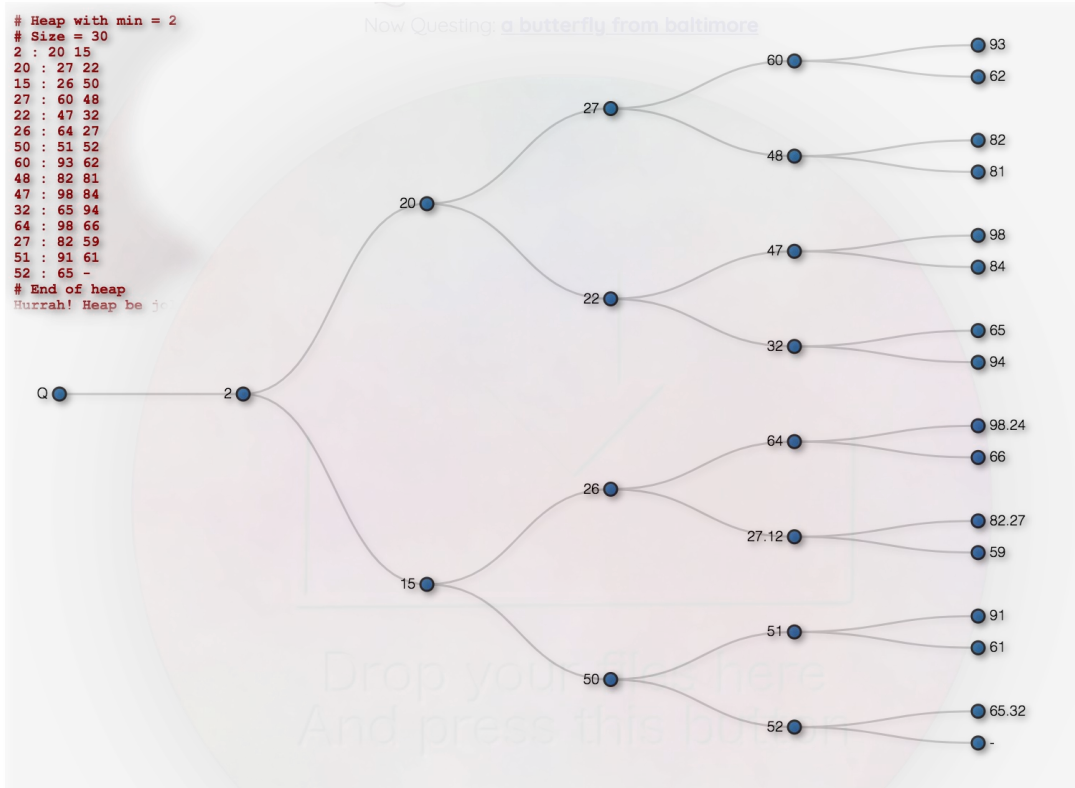 Now Questing: a butterfly from baltimore
# Heap with min = 2
# Size = 30
2 : 20 15
20 : 27 22
15 : 26 50
27 : 60 48
22 : 47 32
26 : 64 27
50 : 51 52
60 : 93 62
48 : 82 81
47 : 98 84
32 : 65 94
64 : 98 66
27 : 82 59
51 : 91 61
52 : 65 -
# End of heap
Hurrah! Heap be
Q
2
20
15
27
22
26
50
60
48
47
32
64
27.12
51
52
93
62
82
81
98
84
65
94
98.24
66
82.27
59
91
61
65.32
-
Drop your files here
And press this button